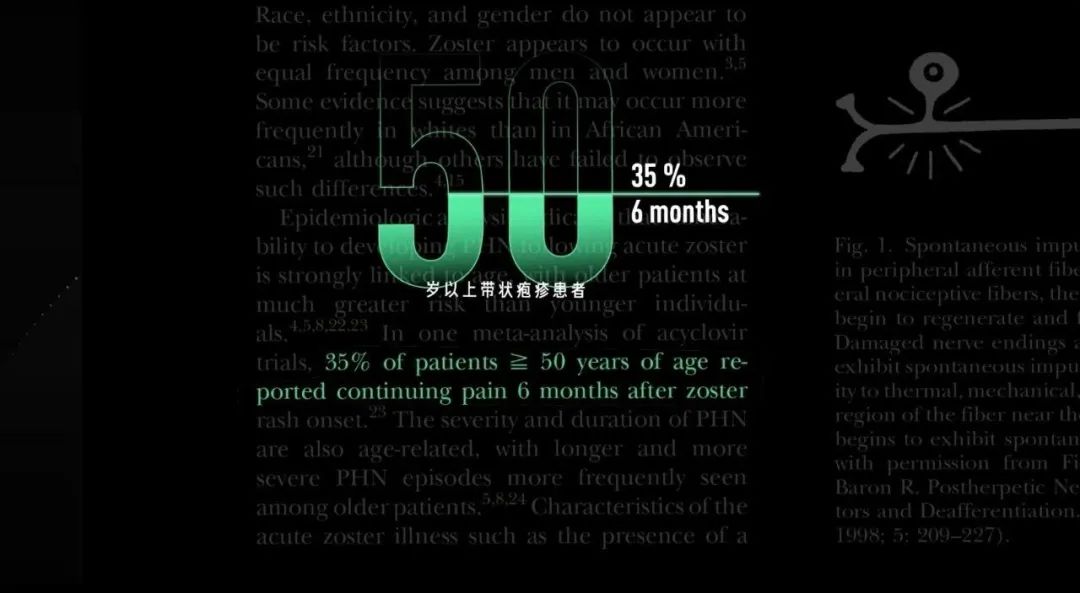 Race, ethnicity, and gender do not appear to
be risk factors. Zoster appears to occur with
equal frequency among men and women.3,5
Some evidence suggests that it may occur more
frequently in whites than in African Ameri-
cans,21 although others have failed to observe
such differences.4,15
Epidemiologic
bility to developing PHN following acute zoster
is strongly linked to age, with older patients at
much greater risk than younger individu-
als.4,5,8,22,23 In one meta-analysis of acyclovir
trials, 35% of patients ≧ 50 years of age re-
ported continuing pain 6 months after zoster
rash onset.23 The severity and duration of PHN
are also age-related, with longer and more
severe PHN episodes more frequently seen
among older patients.5,8,24 Characteristics of the
acute zoster illness such as the presence of a
50
35 %
6 months
岁以上带状疱疹患者
Fig. 1. Spontaneous impu
in peripheral afferent fibe
eral nociceptive fibers, the
begin to regenerate and f
Damaged nerve endings a
exhibit spontaneous impu
ity to thermal, mechanical,
region of the fiber near the
begins to exhibit spontan
with permission from Fi
Baron R. Postherpetic Ne
tors and Deafferentiation.
1998; 5: 209–227).